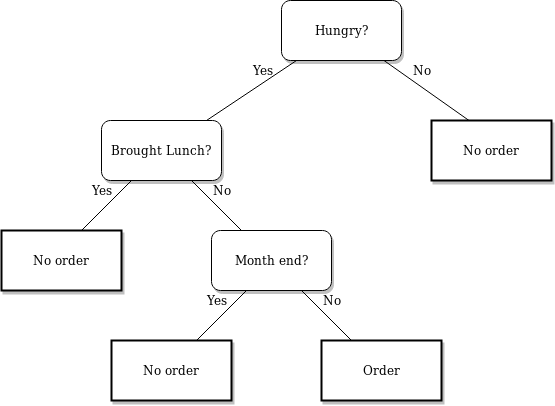 Hungry?
Yes
No
Brought Lunch?
No order
Yes
No
No order
Month end?
Yes
No
No order
Order